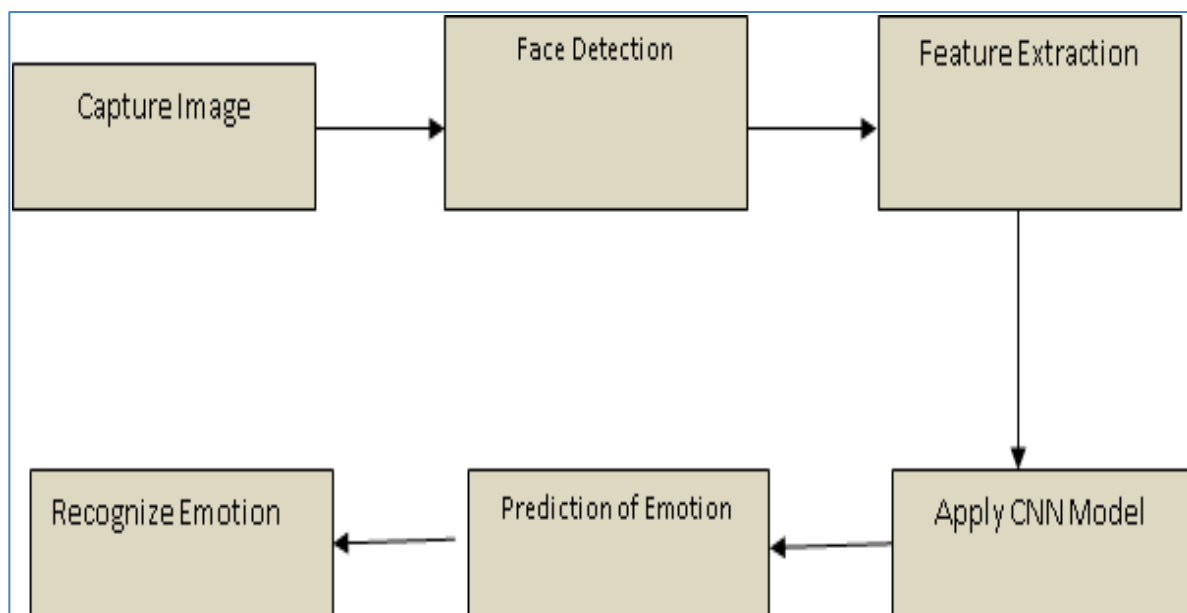 Capture Image
Face Detection
Feature Extraction
Apply CNN Model
Prediction of Emotion
Recognize Emotion